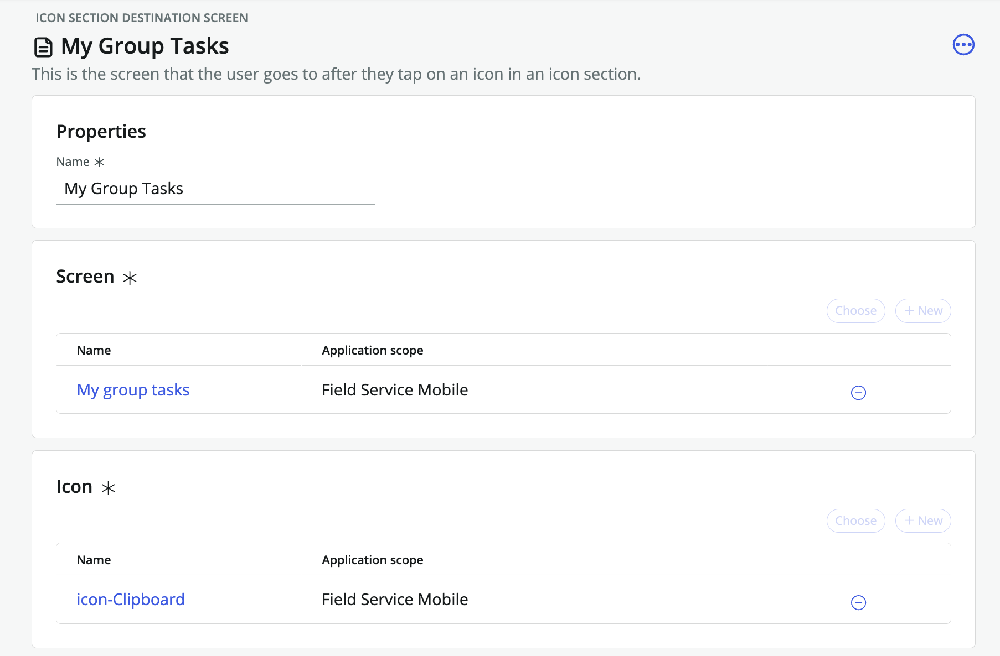 ICON SECTION DESTINATION SCREEN
My Group Tasks
This is the screen that the user goes to after they tap on an icon in an icon section.
Properties
Name *
My Group Tasks
Screen *
Choose + New
Name Application scope
My group tasks Field Service Mobile
Icon *
Choose + New
Name Application scope
icon-Clipboard Field Service Mobile